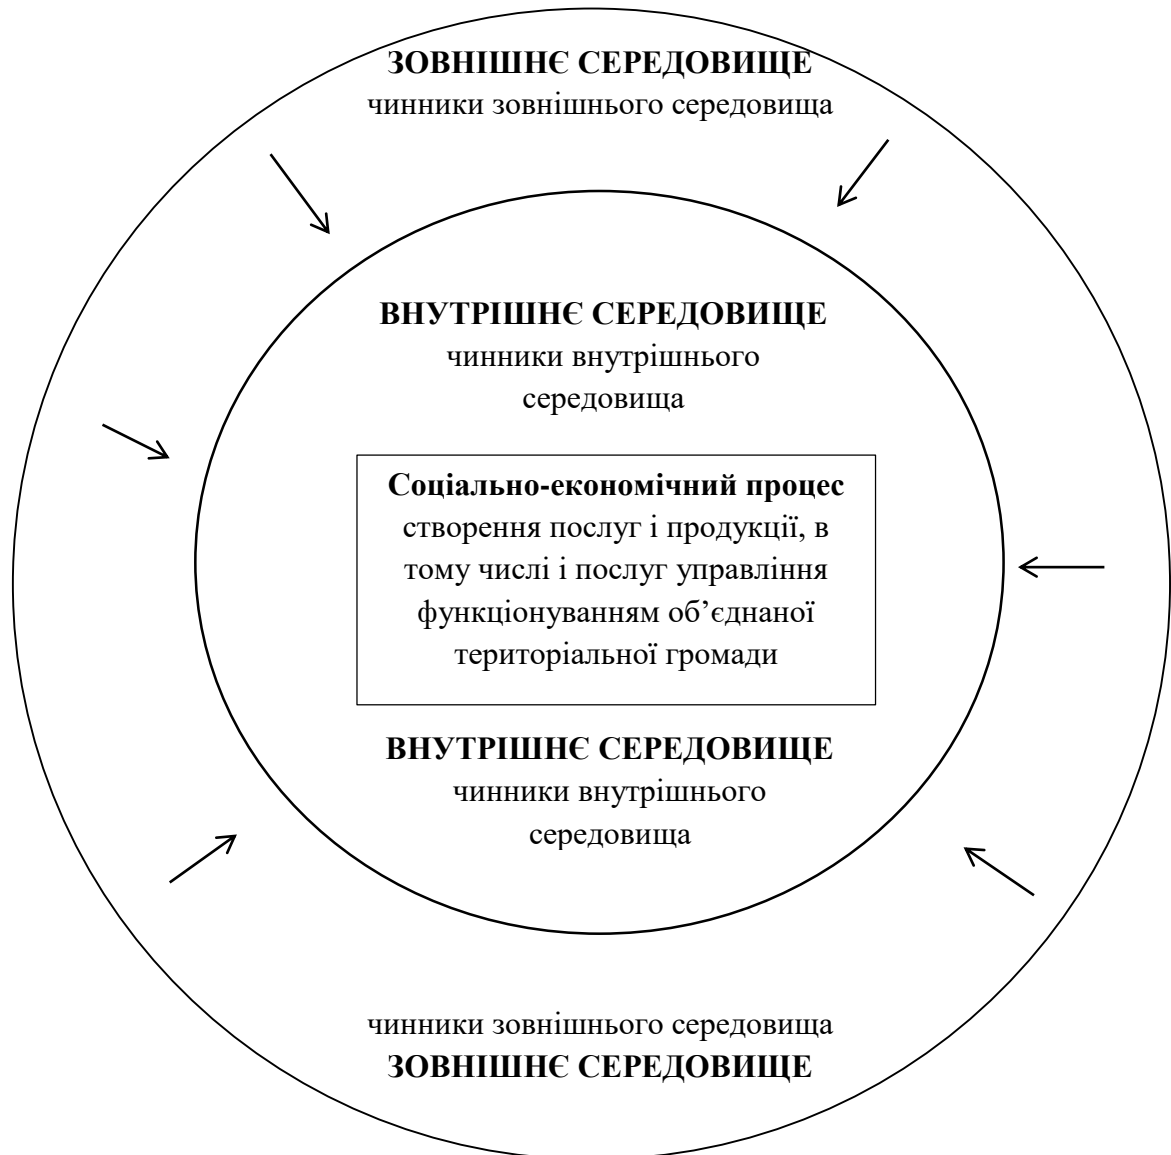 ЗОВНІШНЄ СЕРЕДОВИЩЕ
чинники зовнішнього середовища
ВНУТРІШНЄ СЕРЕДОВИЩЕ
чинники внутрішнього
середовища
Соціально-економічний процес
створення послуг і продукції, в
тому числі і послуг управління
функціонуванням об’єднаної
територіальної громади
ВНУТРІШНЄ СЕРЕДОВИЩЕ
чинники внутрішнього
середовища
чинники зовнішнього середовища
ЗОВНІШНЄ СЕРЕДОВИЩЕ